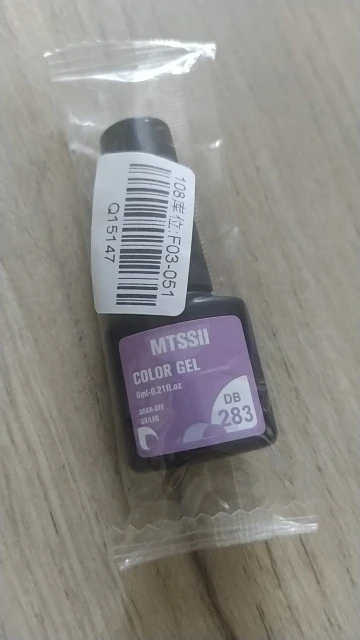 108库位:F03-051
Q15147
MTSSII
COLOR GEL
6ml-0.21fl.oz
SOAK-OFF
UV/LED
DB
283